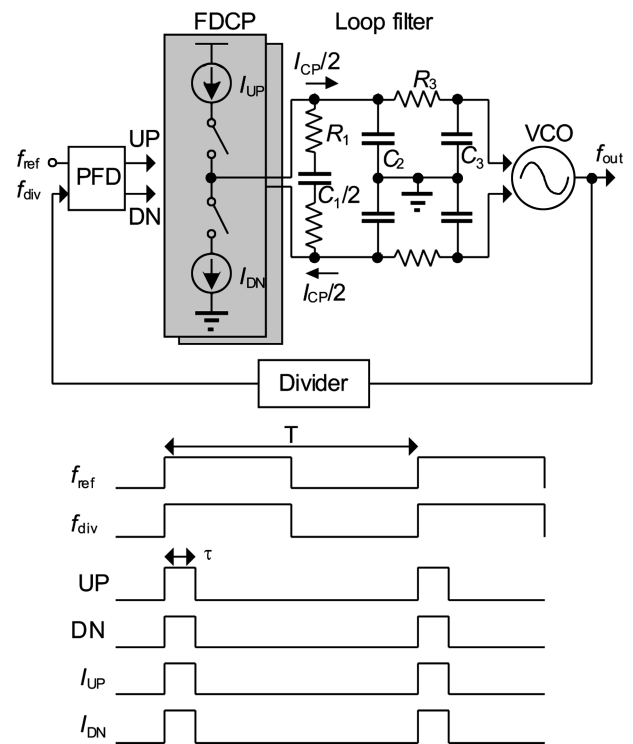 FDCP
Loop filter
I_CP/2
R_3
I_UP
R_1
VCO
UP
f_ref
PFD
C_2
C_3
f_out
f_div
C_1/2
DN
I_DN
I_CP/2
Divider
T
f_ref
f_div
τ
UP
DN
I_UP
I_DN